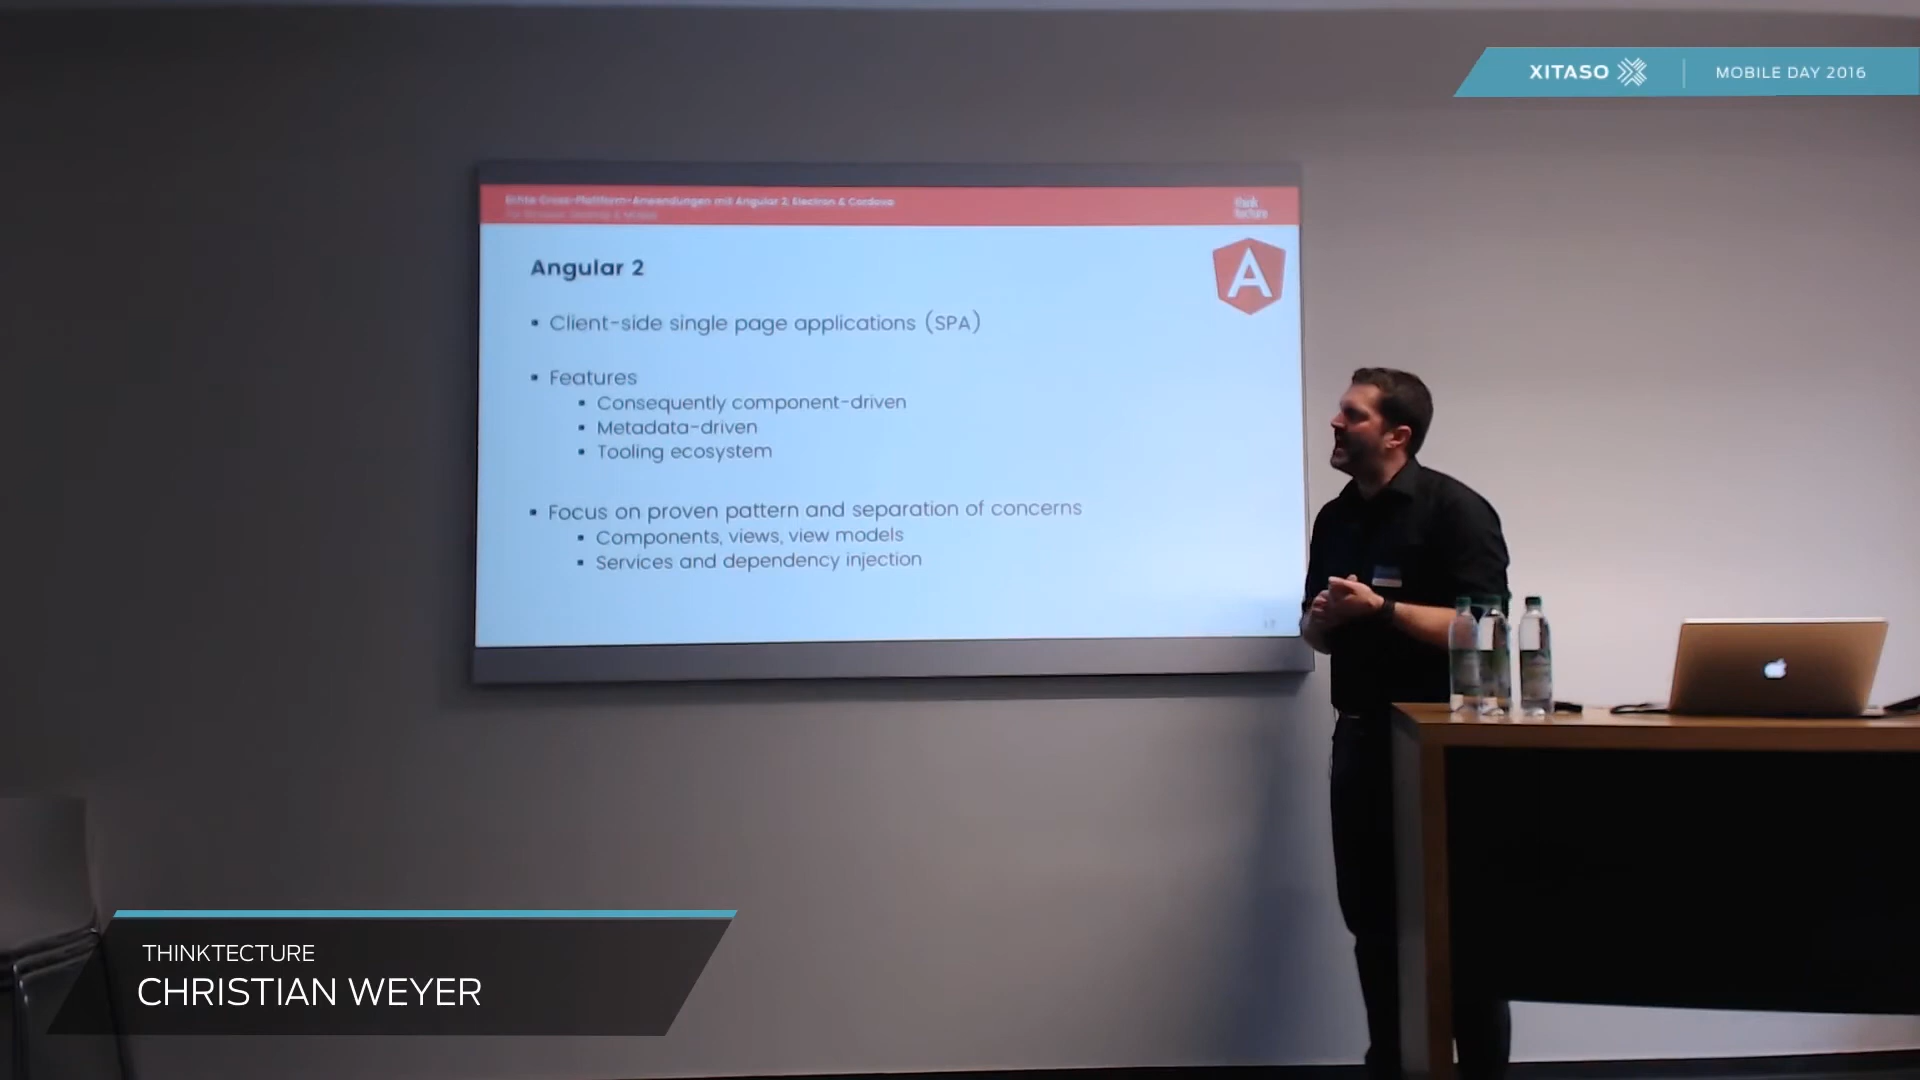 XITASO
MOBILE DAY 2016
Echte Cross-Plattform-Anwendungen mit Angular 2, Electron & Cordova
think
tecture
A
Angular 2
▪ Client-side single page applications (SPA)
▪ Features
▪ Consequently component-driven
▪ Metadata-driven
▪ Tooling ecosystem
▪ Focus on proven pattern and separation of concerns
▪ Components, views, view models
▪ Services and dependency injection
THINKTECTURE
CHRISTIAN WEYER